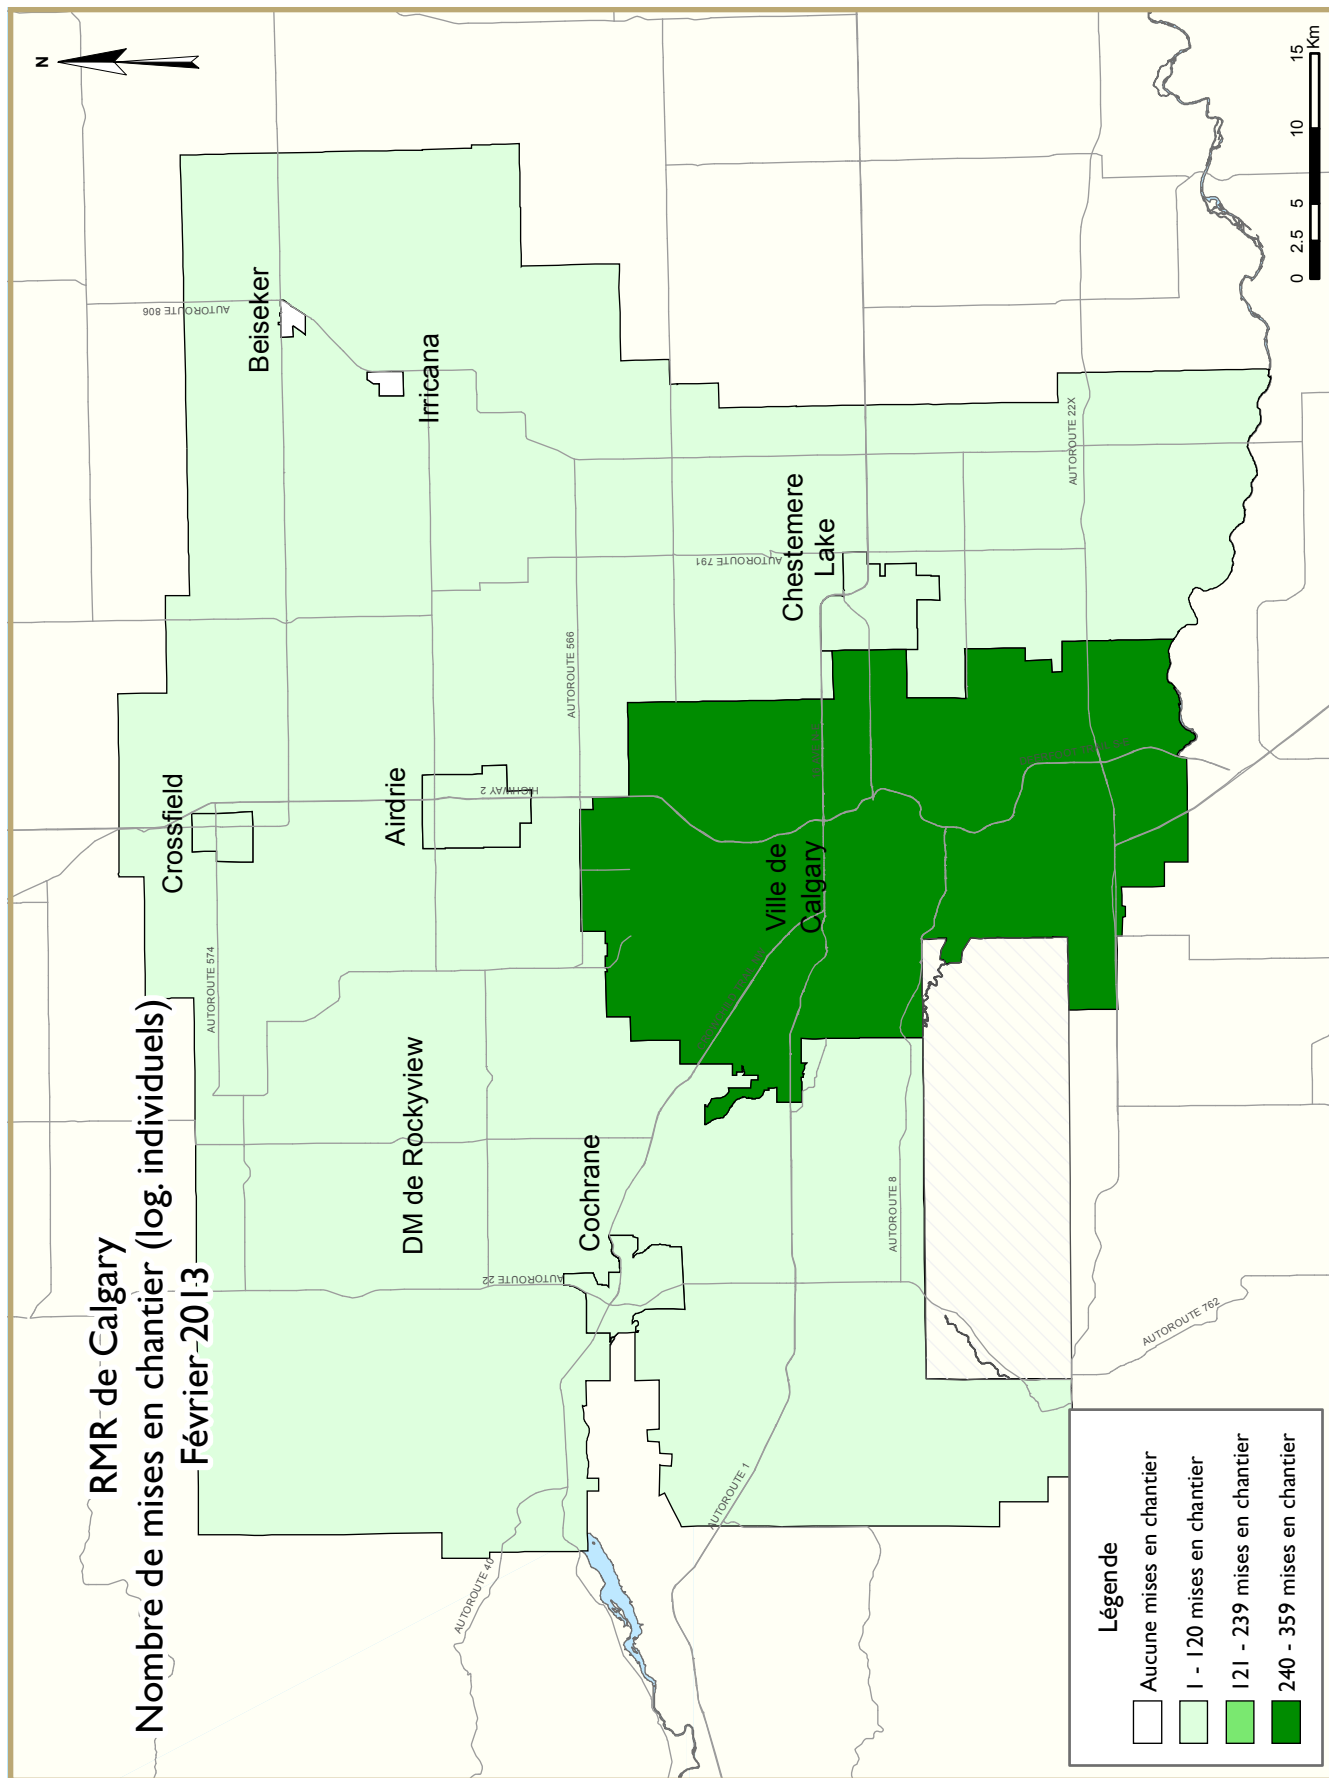 RMR de Calgary
Nombre de mises en chantier (log. individuels)
Février 2013
N
Beiseker
AUTOROUTE 806
Irricana
Crossfield
AUTOROUTE 574
Airdrie
HIGHWAY 2
AUTOROUTE 566
AUTOROUTE 791
Chestemere
Lake
AUTOROUTE 22X
DM de Rockyview
Cochrane
AUTOROUTE 22
Ville de
Calgary
AUTOROUTE 8
AUTOROUTE 40
AUTOROUTE 1
AUTOROUTE 762
Légende
Aucune mises en chantier
1 - 120 mises en chantier
121 - 239 mises en chantier
240 - 359 mises en chantier
0 2.5 5 10 15
Km